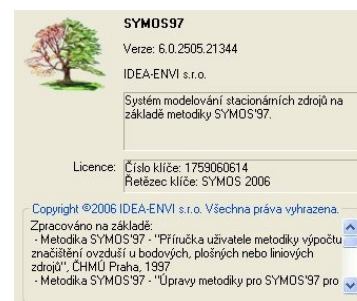 SYMOS97
Verze: 6.0.2505.21344
IDEA-ENVI s.r.o.
Systém modelování stacionárních zdrojů na
základě metodiky SYMOS'97.
Licence:
Číslo klíče: 1759060614
Řetězec klíče: SYMOS 2006
Copyright ©2006 IDEA-ENVI s.r.o. Všechna práva vyhrazena.
Zpracováno na základě:
- Metodika SYMOS'97 - "Příručka uživatele metodiky výpočtu
znečištění ovzduší u bodových, plošných nebo liniových
zdrojů", ČHMÚ Praha, 1997
- Metodika SYMOS'97 - "Úpravy metodiky pro SYMOS'97 pro